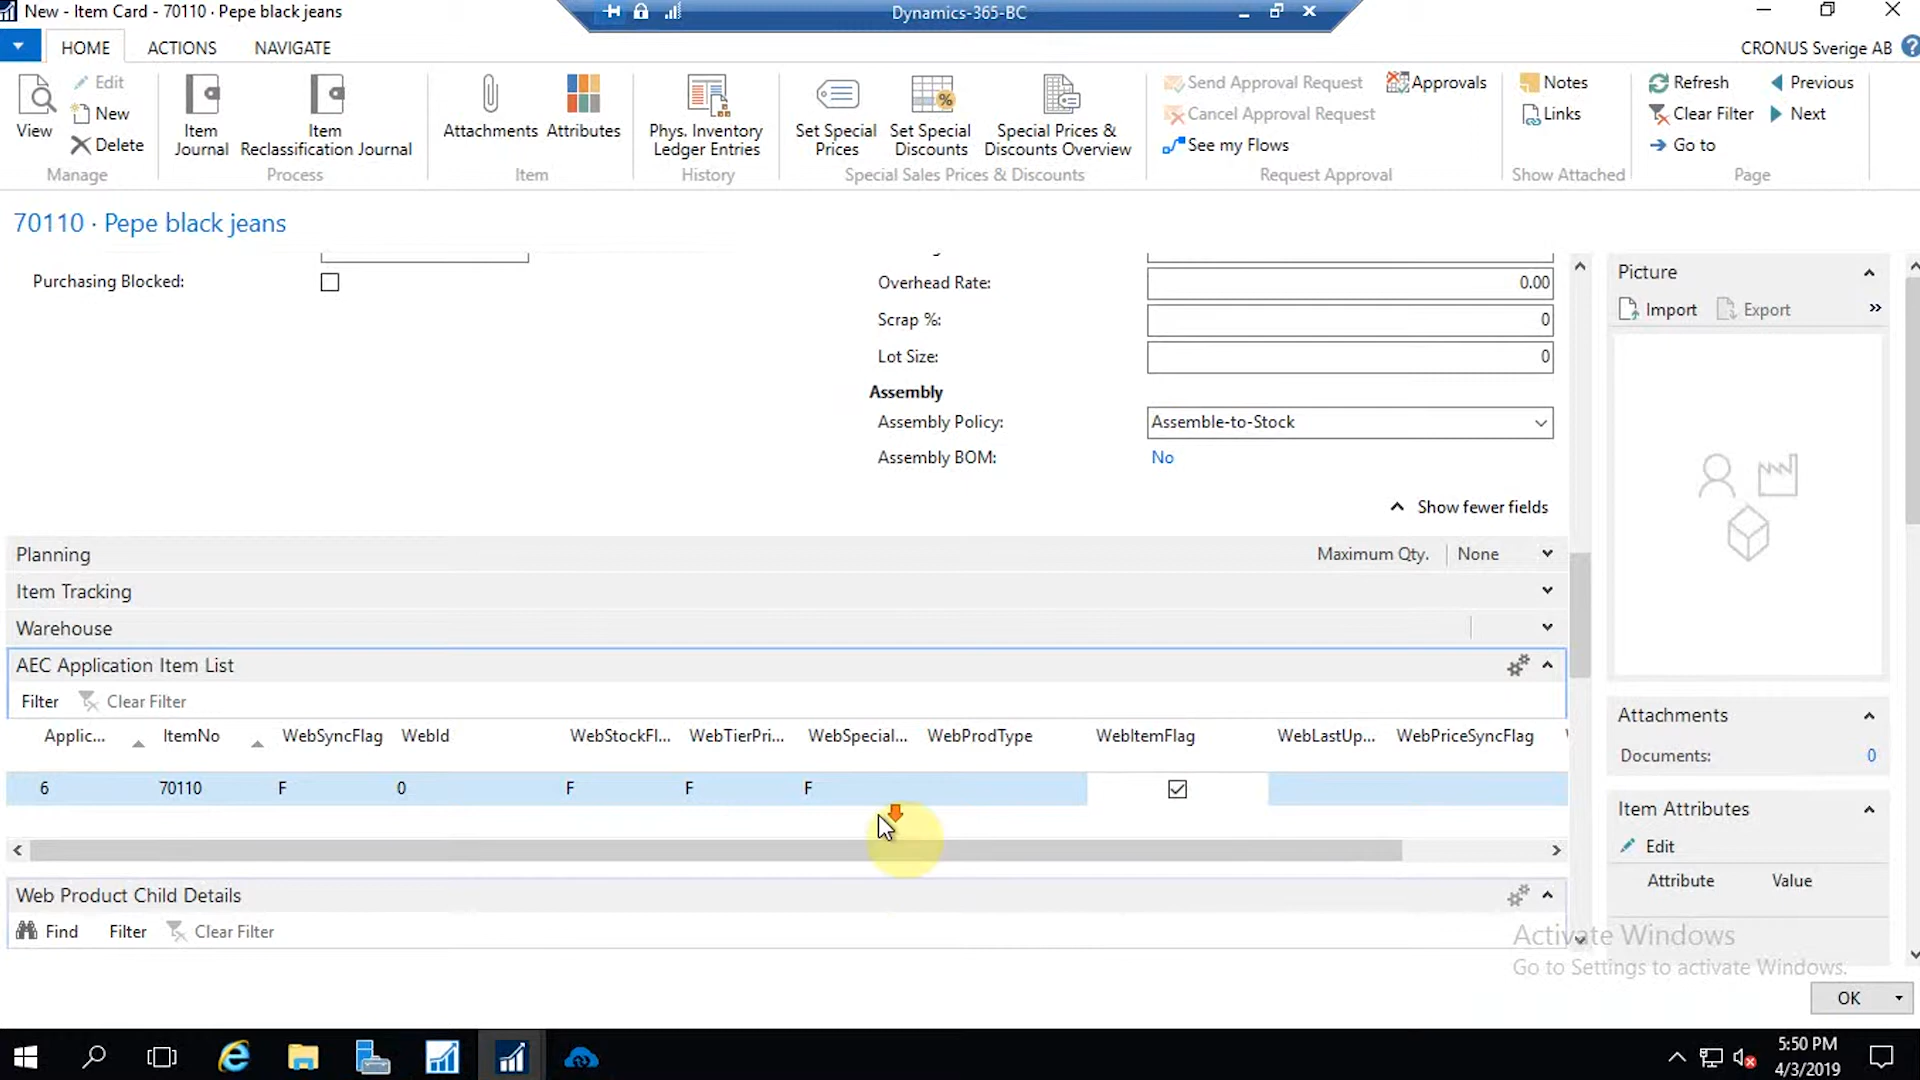 New - Item Card - 70110 · Pepe black jeans
Dynamics-365-BC
HOME ACTIONS NAVIGATE
CRONUS Sverige AB
View
Edit
New
Delete
Manage
Item Journal
Item Reclassification Journal
Process
Attachments
Attributes
Item
Phys. Inventory Ledger Entries
History
Set Special Prices
Set Special Discounts
Special Prices & Discounts Overview
Special Sales Prices & Discounts
Send Approval Request
Cancel Approval Request
See my Flows
Approvals
Request Approval
Notes
Links
Show Attached
Refresh
Clear Filter
Go to
Previous
Next
Page
70110 · Pepe black jeans
Purchasing Blocked:
Overhead Rate: 0.00
Scrap %: 0
Lot Size: 0
Assembly
Assembly Policy: Assemble-to-Stock
Assembly BOM: No
Show fewer fields
Planning Maximum Qty. None
Item Tracking
Warehouse
AEC Application Item List
Filter Clear Filter
Applic... ItemNo WebSyncFlag WebId WebStockFl... WebTierPri... WebSpecial... WebProdType WebItemFlag WebLastUp... WebPriceSyncFlag
6 70110 F 0 F F F
Web Product Child Details
Find Filter Clear Filter
Picture
Import Export
Attachments
Documents: 0
Item Attributes
Edit
Attribute Value
Activate Windows
Go to Settings to activate Windows.
OK
5:50 PM
4/3/2019